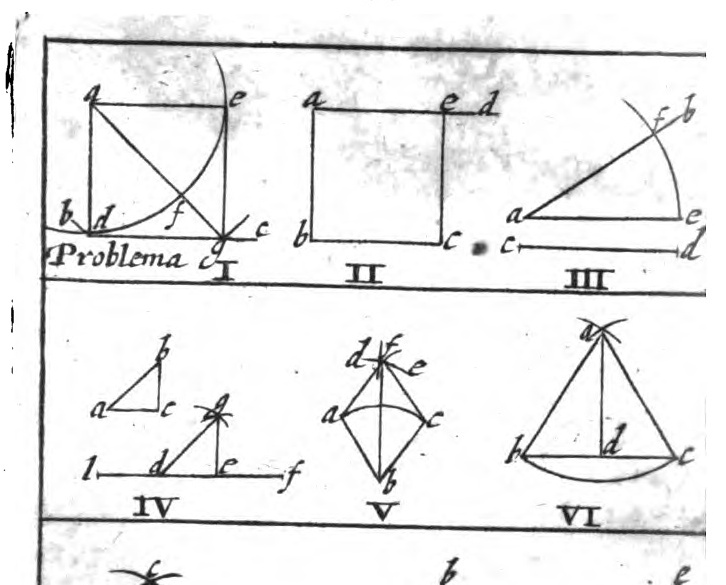 a e a e d f b
b d f c a e
b c c d
Problema g I II III
b d f e a
a c g a c
l d e f b b d c
IV V VI
c b e